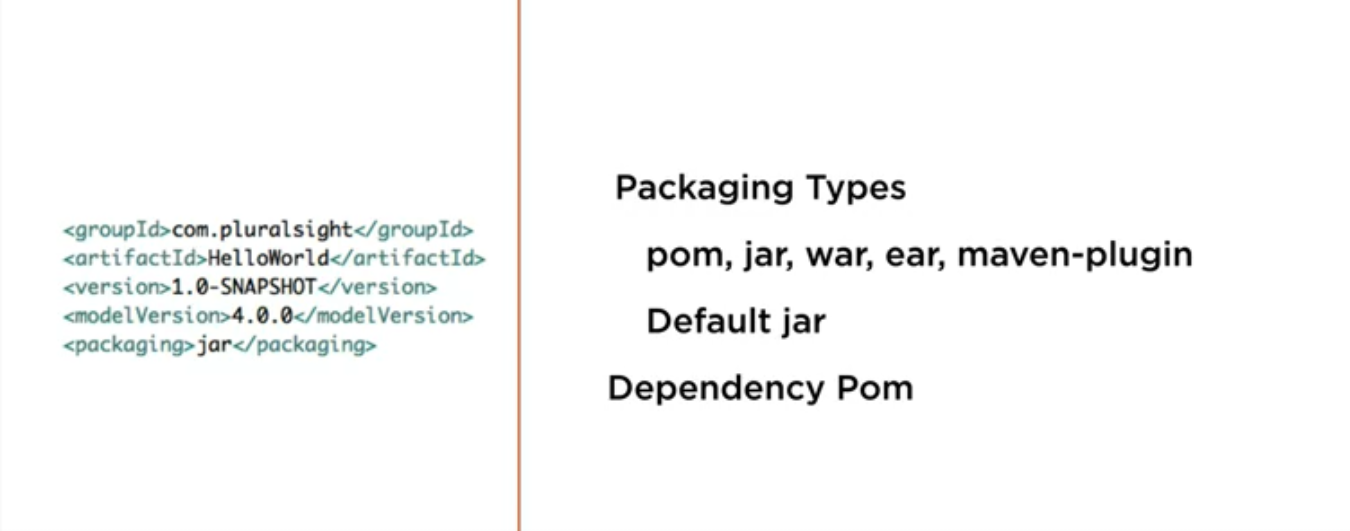 <groupId>com.pluralsight</groupId>
<artifactId>HelloWorld</artifactId>
<version>1.0-SNAPSHOT</version>
<modelVersion>4.0.0</modelVersion>
<packaging>jar</packaging>
Packaging Types
pom, jar, war, ear, maven-plugin
Default jar
Dependency Pom